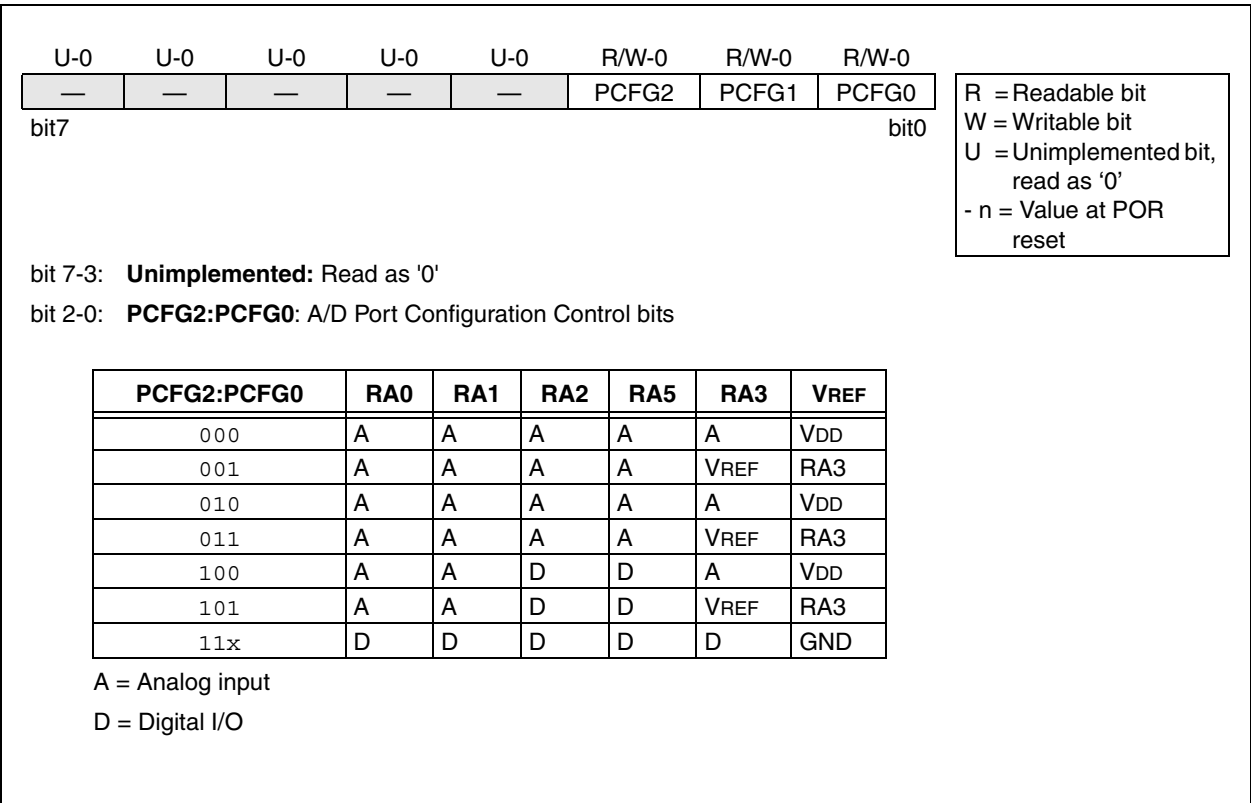 U-0 U-0 U-0 U-0 U-0 R/W-0 R/W-0 R/W-0
— — — — — PCFG2 PCFG1 PCFG0
bit7 bit0
R = Readable bit
W = Writable bit
U = Unimplemented bit,
read as ‘0’
- n = Value at POR
reset
bit 7-3: Unimplemented: Read as '0'
bit 2-0: PCFG2:PCFG0: A/D Port Configuration Control bits
PCFG2:PCFG0 RA0 RA1 RA2 RA5 RA3 VREF
000 A A A A A VDD
001 A A A A VREF RA3
010 A A A A A VDD
011 A A A A VREF RA3
100 A A D D A VDD
101 A A D D VREF RA3
11x D D D D D GND
A = Analog input
D = Digital I/O